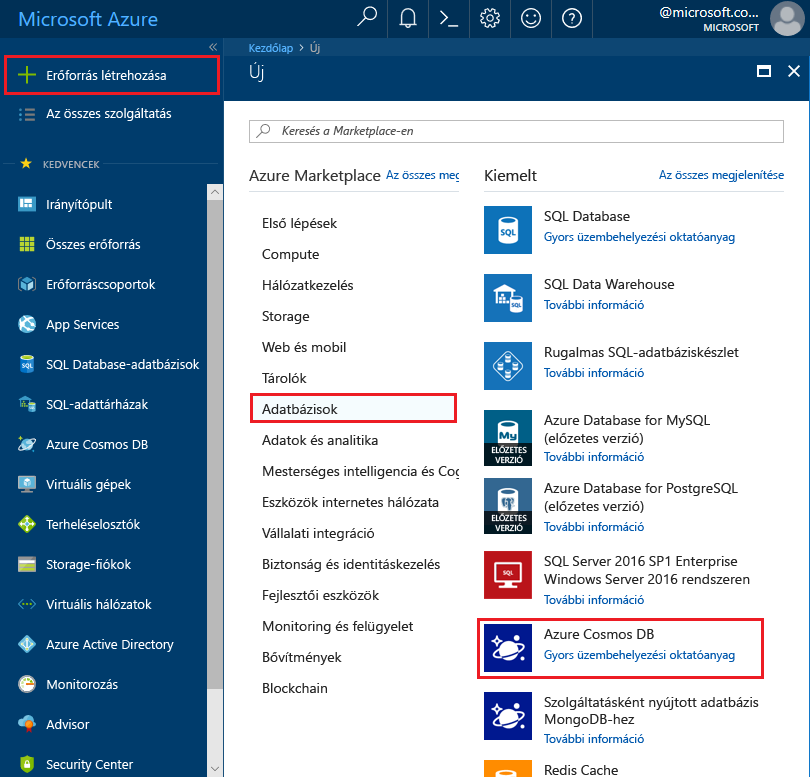 Microsoft Azure
@microsoft.co...
MICROSOFT
Erőforrás létrehozása
Az összes szolgáltatás
KEDVENCEK
Irányítópult
Összes erőforrás
Erőforráscsoportok
App Services
SQL Database-adatbázisok
SQL-adattárházak
Azure Cosmos DB
Virtuális gépek
Terheléselosztók
Storage-fiókok
Virtuális hálózatok
Azure Active Directory
Monitorozás
Advisor
Security Center
Kezdőlap > Új
Új
Keresés a Marketplace-en
Azure Marketplace Az összes meg
Első lépések
Compute
Hálózatkezelés
Storage
Web és mobil
Tárolók
Adatbázisok
Adatok és analitika
Mesterséges intelligencia és Cog
Eszközök internetes hálózata
Vállalati integráció
Biztonság és identitáskezelés
Fejlesztői eszközök
Monitoring és felügyelet
Bővítmények
Blockchain
Kiemelt Az összes megjelenítése
SQL
SQL Database
Gyors üzembehelyezési oktatóanyag
SQL
SQL Data Warehouse
További információ
Rugalmas SQL-adatbáziskészlet
További információ
My
ELŐZETES
VERZIÓ
Azure Database for MySQL
(előzetes verzió)
További információ
ELŐZETES
VERZIÓ
Azure Database for PostgreSQL
(előzetes verzió)
További információ
SQL
SQL Server 2016 SP1 Enterprise
Windows Server 2016 rendszeren
További információ
Azure Cosmos DB
Gyors üzembehelyezési oktatóanyag
Szolgáltatásként nyújtott adatbázis
MongoDB-hez
További információ
Redis Cache